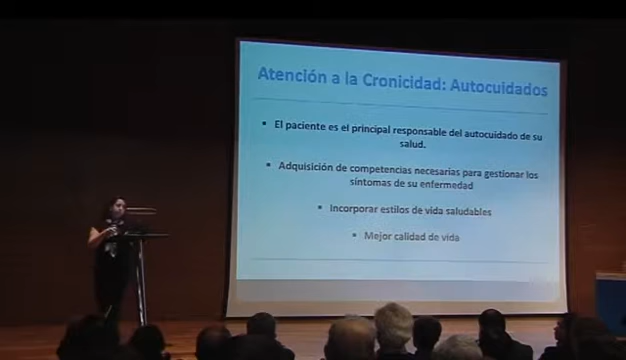 Atención a la Cronicidad: Autocuidados
• El paciente es el principal responsable del autocuidado de su
salud.
• Adquisición de competencias necesarias para gestionar los
síntomas de su enfermedad
• Incorporar estilos de vida saludables
• Mejor calidad de vida